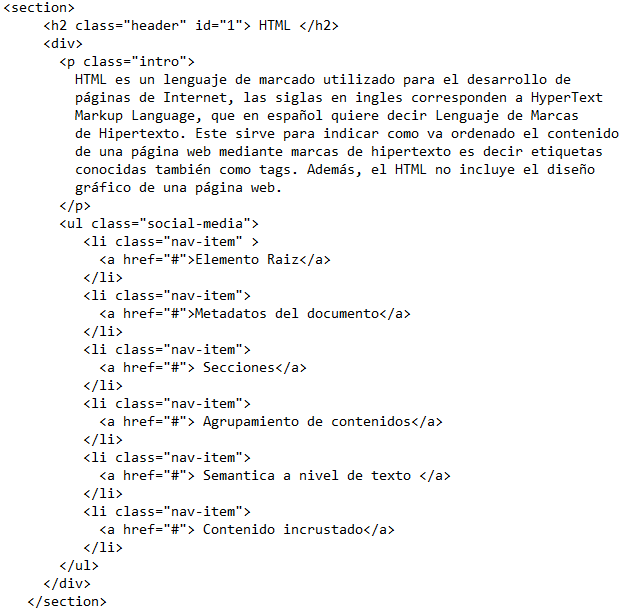 <section>
<h2 class="header" id="1"> HTML </h2>
<div>
<p class="intro">
HTML es un lenguaje de marcado utilizado para el desarrollo de
páginas de Internet, las siglas en ingles corresponden a HyperText
Markup Language, que en español quiere decir Lenguaje de Marcas
de Hipertexto. Este sirve para indicar como va ordenado el contenido
de una página web mediante marcas de hipertexto es decir etiquetas
conocidas también como tags. Además, el HTML no incluye el diseño
gráfico de una página web.
</p>
<ul class="social-media">
<li class="nav-item" >
<a href="#">Elemento Raiz</a>
</li>
<li class="nav-item">
<a href="#">Metadatos del documento</a>
</li>
<li class="nav-item">
<a href="#"> Secciones</a>
</li>
<li class="nav-item">
<a href="#"> Agrupamiento de contenidos</a>
</li>
<li class="nav-item">
<a href="#"> Semantica a nivel de texto </a>
</li>
<li class="nav-item">
<a href="#"> Contenido incrustado</a>
</li>
</ul>
</div>
</section>